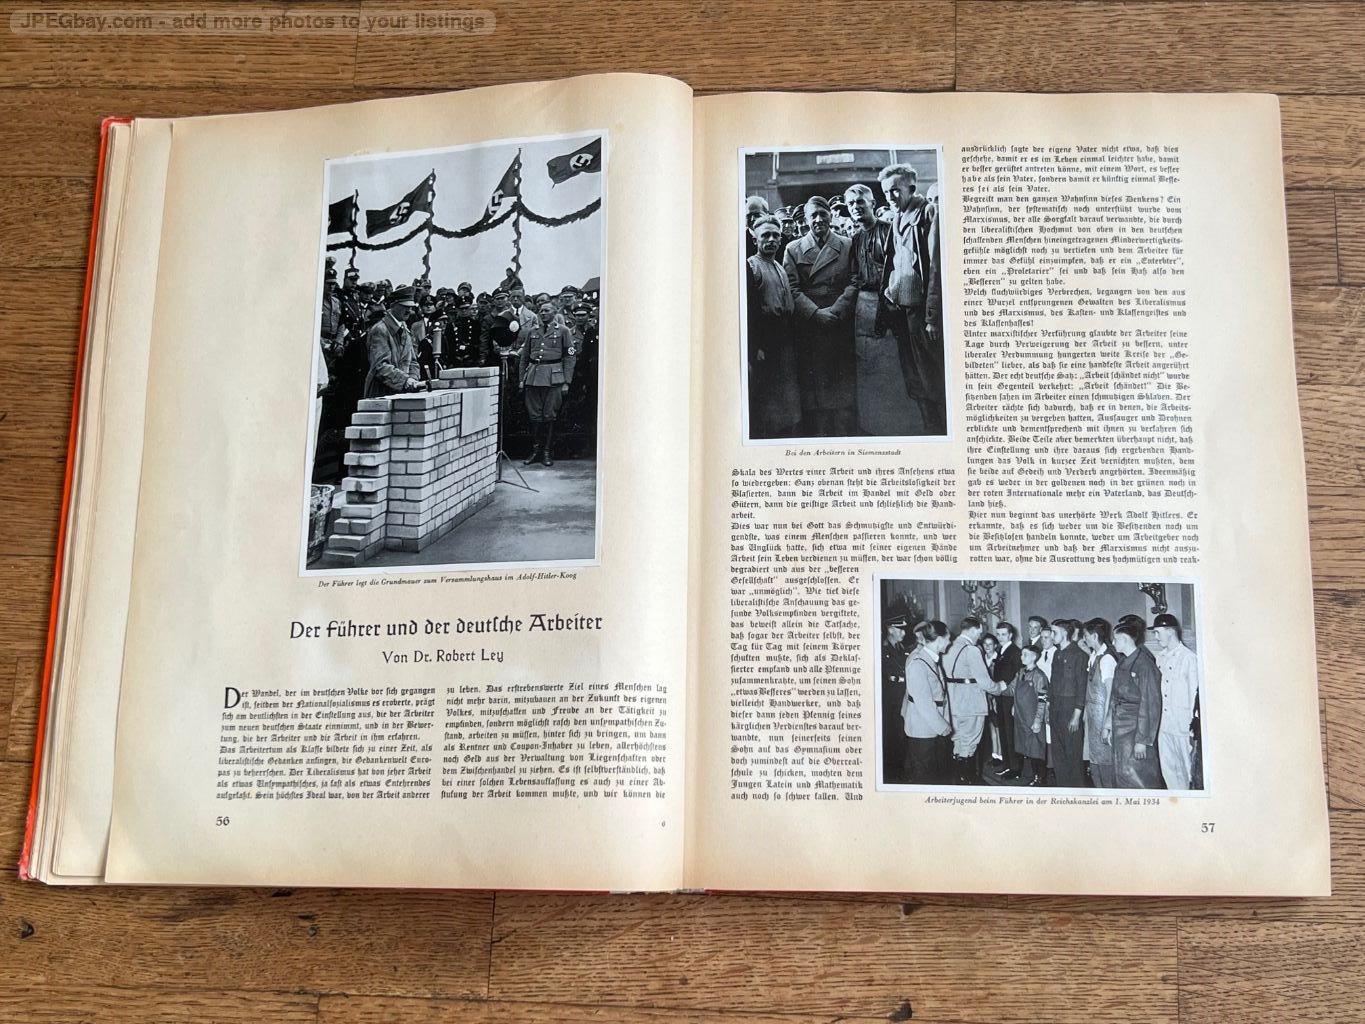 JPEGbay.com - add more photos to your listings
Der Führer legt die Grundmauer zum Versammlungshaus im Adolf-Hitler-Koog
Der Führer und der deutsche Arbeiter
Von Dr. Robert Ley
Der Wandel, der im deutschen Volke vor sich gegangen
ist, seitdem der Nationalsozialismus es eroberte, prägt
sich am deutlichsten in der Einstellung aus, die der Arbeiter
zum neuen deutschen Staate einnimmt, und in der Bewer-
tung, die der Arbeiter und die Arbeit in ihm erfahren.
Das Arbeitertum als Klasse bildete sich zu einer Zeit, als
liberalistische Gedanken anfingen, die Gedankenwelt Euro-
pas zu beherrschen. Der Liberalismus hat von jeher Arbeit
als etwas Unsympathisches, ja fast als etwas Entehrendes
aufgefaßt. Sein höchstes Ideal war, von der Arbeit anderer
zu leben. Das erstrebenswerte Ziel eines Menschen lag
nicht mehr darin, mitzubauen an der Zukunft des eigenen
Volkes, mitzuschaffen und Freude an der Tätigkeit zu
empfinden, sondern möglichst rasch den unsympathischen Zu-
stand, arbeiten zu müssen, hinter sich zu bringen, um dann
als Rentner und Coupon-Inhaber zu leben, allerhöchstens
noch Geld aus der Verwaltung von Liegenschaften oder
dem Zwischenhandel zu ziehen. Es ist selbstverständlich, daß
bei einer solchen Lebensauffassung es auch zu einer Ab-
stufung der Arbeit kommen mußte, und wir können die
56
6
Bei den Arbeitern in Siemensstadt
Skala des Wertes einer Arbeit und ihres Ansehens etwa
so wiedergeben: Ganz obenan steht die Arbeitslosigkeit der
Blasierten, dann die Arbeit im Handel mit Geld oder
Gütern, dann die geistige Arbeit und schließlich die Hand-
arbeit.
Dies war nun bei Gott das Schmutzigste und Entwürdi-
gendste, was einem Menschen passieren konnte, und wer
das Unglück hatte, sich etwa mit seiner eigenen Hände
Arbeit sein Leben verdienen zu müssen, der war schon völlig
degradiert und aus der „besseren
Gesellschaft“ ausgeschlossen. Er
war „unmöglich“. Wie tief diese
liberalistische Anschauung das ge-
sunde Volksempfinden vergiftete,
das beweist allein die Tatsache,
daß sogar der Arbeiter selbst, der
Tag für Tag mit seinem Körper
schuften mußte, sich als Deklas-
sierter empfand und alle Pfennige
zusammenkratzte, um seinen Sohn
„etwas Besseres“ werden zu lassen,
vielleicht Handwerker, und daß
dieser dann jeden Pfennig seines
kärglichen Verdienstes darauf ver-
wandte, nun seinerseits seinen
Sohn auf das Gymnasium oder
doch zumindest auf die Oberreal-
schule zu schicken, mochten dem
Jungen Latein und Mathematik
auch noch so schwer fallen. Und
ausdrücklich sagte der eigene Vater nicht etwa, daß dies
geschehe, damit er es im Leben einmal leichter habe, damit
er besser gerüstet antreten könne, mit einem Wort, es besser
habe als sein Vater, sondern damit er künftig einmal Besse-
res sei als sein Vater.
Begreift man den ganzen Wahnsinn dieses Denkens? Ein
Wahnsinn, der systematisch noch unterstützt wurde vom
Marxismus, der alle Sorgfalt darauf verwandte, die durch
den liberalistischen Hochmut von oben in den deutschen
schaffenden Menschen hineingetragenen Minderwertigkeits-
gefühle möglichst noch zu vertiefen und dem Arbeiter für
immer das Gefühl einzuimpfen, daß er ein „Enterbter“,
eben ein „Proletarier“ sei und daß sein Haß also den
„Besseren“ zu gelten habe.
Welch fluchwürdiges Verbrechen, begangen von den aus
einer Wurzel entsprungenen Gewalten des Liberalismus
und des Marxismus, des Kasten- und Klassengeistes und
des Klassenhasses!
Unter marxistischer Verführung glaubte der Arbeiter seine
Lage durch Verweigerung der Arbeit zu bessern, unter
liberaler Verdummung hungerten weite Kreise der „Ge-
bildeten“ lieber, als daß sie eine handfeste Arbeit angerührt
hätten. Der echt deutsche Satz: „Arbeit schändet nicht“ wurde
in sein Gegenteil verkehrt: „Arbeit schändet!“ Die Be-
sitzenden sahen im Arbeiter einen schmutzigen Sklaven. Der
Arbeiter rächte sich dadurch, daß er in denen, die Arbeits-
möglichkeiten zu vergeben hatten, Aussauger und Drohnen
erblickte und dementsprechend mit ihnen zu verfahren sich
anschickte. Beide Teile aber bemerkten überhaupt nicht, daß
ihre Einstellung und ihre daraus sich ergebenden Hand-
lungen das Volk in kurzer Zeit vernichten mußten, dem
sie beide auf Gedeih und Verderb angehörten. Ideenmäßig
gab es weder in der goldenen noch in der grünen noch in
der roten Internationale mehr ein Vaterland, das Deutsch-
land hieß.
Hier nun beginnt das unerhörte Werk Adolf Hitlers. Er
erkannte, daß es sich weder um die Besitzenden noch um
die Besitzlosen handeln konnte, weder um Arbeitgeber noch
um Arbeitnehmer und daß der Marxismus nicht auszu-
rotten war, ohne die Ausrottung des hochmütigen und reak-
Arbeiterjugend beim Führer in der Reichskanzlei am 1. Mai 1934
57